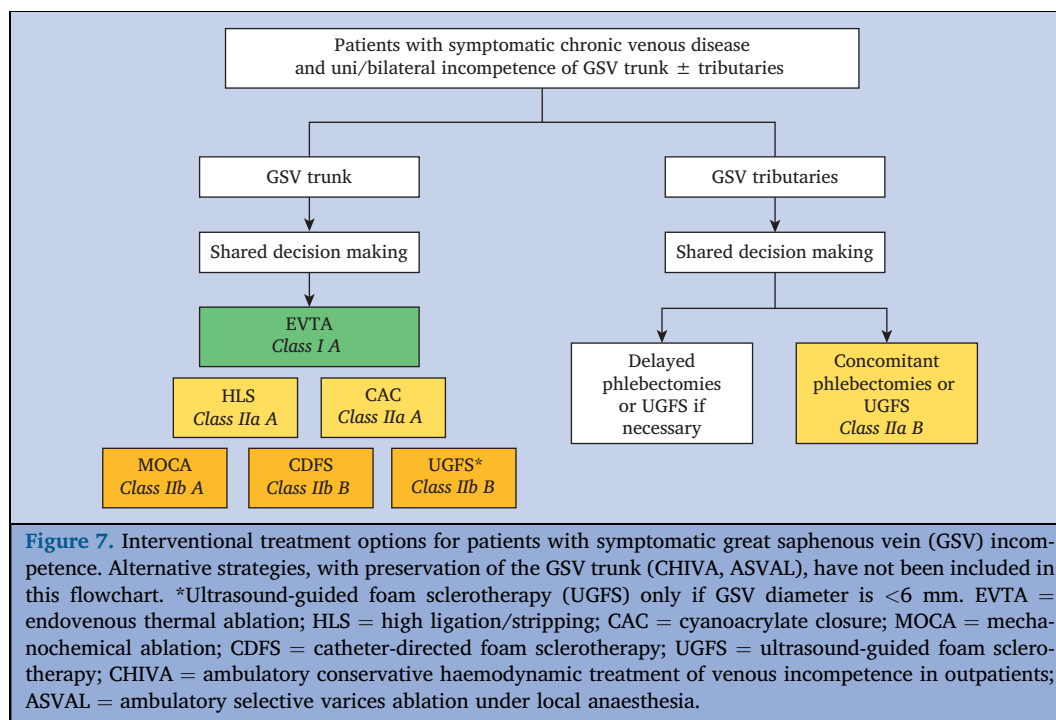 Patients with symptomatic chronic venous disease
and uni/bilateral incompetence of GSV trunk ± tributaries
GSV trunk
GSV tributaries
Shared decision making
Shared decision making
EVTA
Class I A
HLS
Class IIa A
CAC
Class IIa A
MOCA
Class IIb A
CDFS
Class IIb B
UGFS*
Class IIb B
Delayed
phlebectomies
or UGFS if
necessary
Concomitant
phlebectomies or
UGFS
Class IIa B
Figure 7. Interventional treatment options for patients with symptomatic great saphenous vein (GSV) incom-
petence. Alternative strategies, with preservation of the GSV trunk (CHIVA, ASVAL), have not been included in
this flowchart. *Ultrasound-guided foam sclerotherapy (UGFS) only if GSV diameter is <6 mm. EVTA =
endovenous thermal ablation; HLS = high ligation/stripping; CAC = cyanoacrylate closure; MOCA = mecha-
nochemical ablation; CDFS = catheter-directed foam sclerotherapy; UGFS = ultrasound-guided foam sclero-
therapy; CHIVA = ambulatory conservative haemodynamic treatment of venous incompetence in outpatients;
ASVAL = ambulatory selective varices ablation under local anaesthesia.